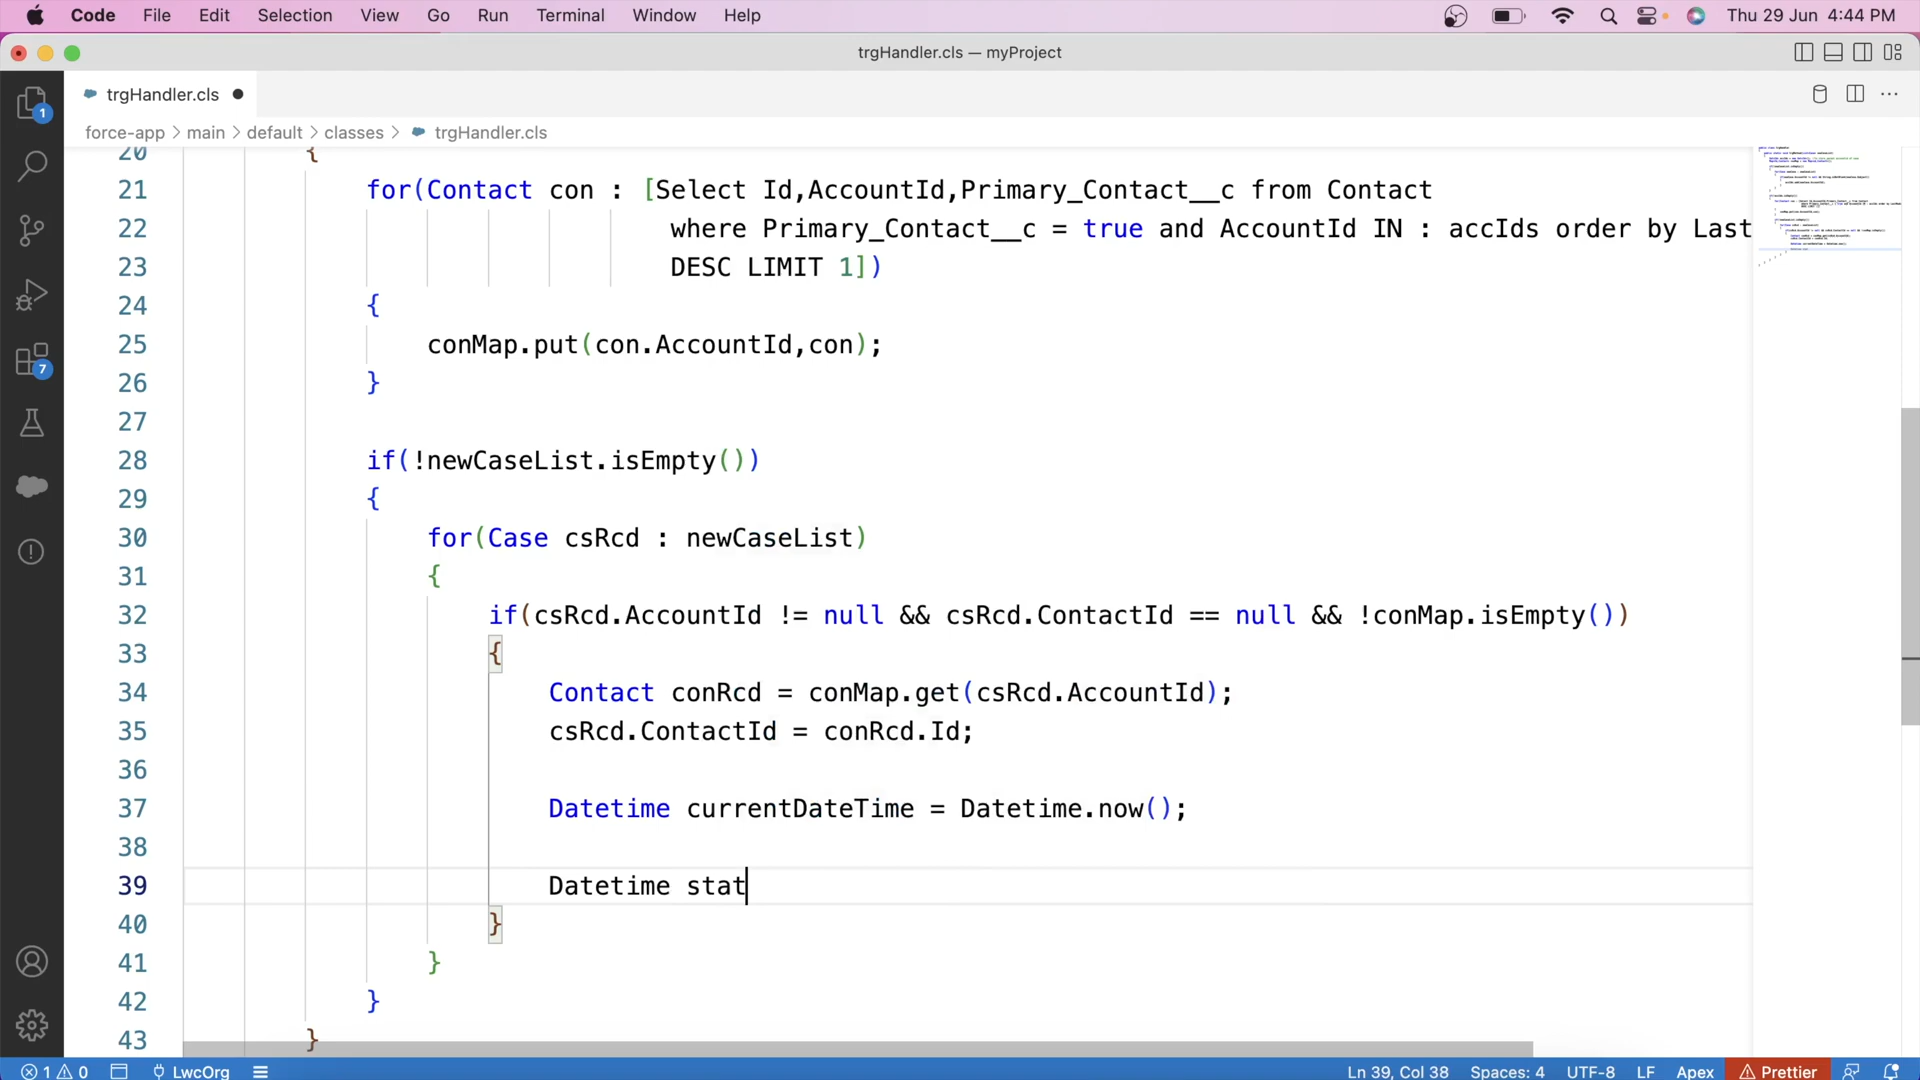 Code File Edit Selection View Go Run Terminal Window Help Thu 29 Jun 4:44 PM
trgHandler.cls — myProject
trgHandler.cls
force-app > main > default > classes > trgHandler.cls
20 {
21 for(Contact con : [Select Id,AccountId,Primary_Contact__c from Contact
22 where Primary_Contact__c = true and AccountId IN : accIds order by Last
23 DESC LIMIT 1])
24 {
25 conMap.put(con.AccountId,con);
26 }
27
28 if(!newCaseList.isEmpty())
29 {
30 for(Case csRcd : newCaseList)
31 {
32 if(csRcd.AccountId != null && csRcd.ContactId == null && !conMap.isEmpty())
33 {
34 Contact conRcd = conMap.get(csRcd.AccountId);
35 csRcd.ContactId = conRcd.Id;
36
37 Datetime currentDateTime = Datetime.now();
38
39 Datetime stat
40 }
41 }
42 }
43 }
1
7
1 0 LwcOrg Ln 39, Col 38 Spaces: 4 UTF-8 LF Apex Prettier